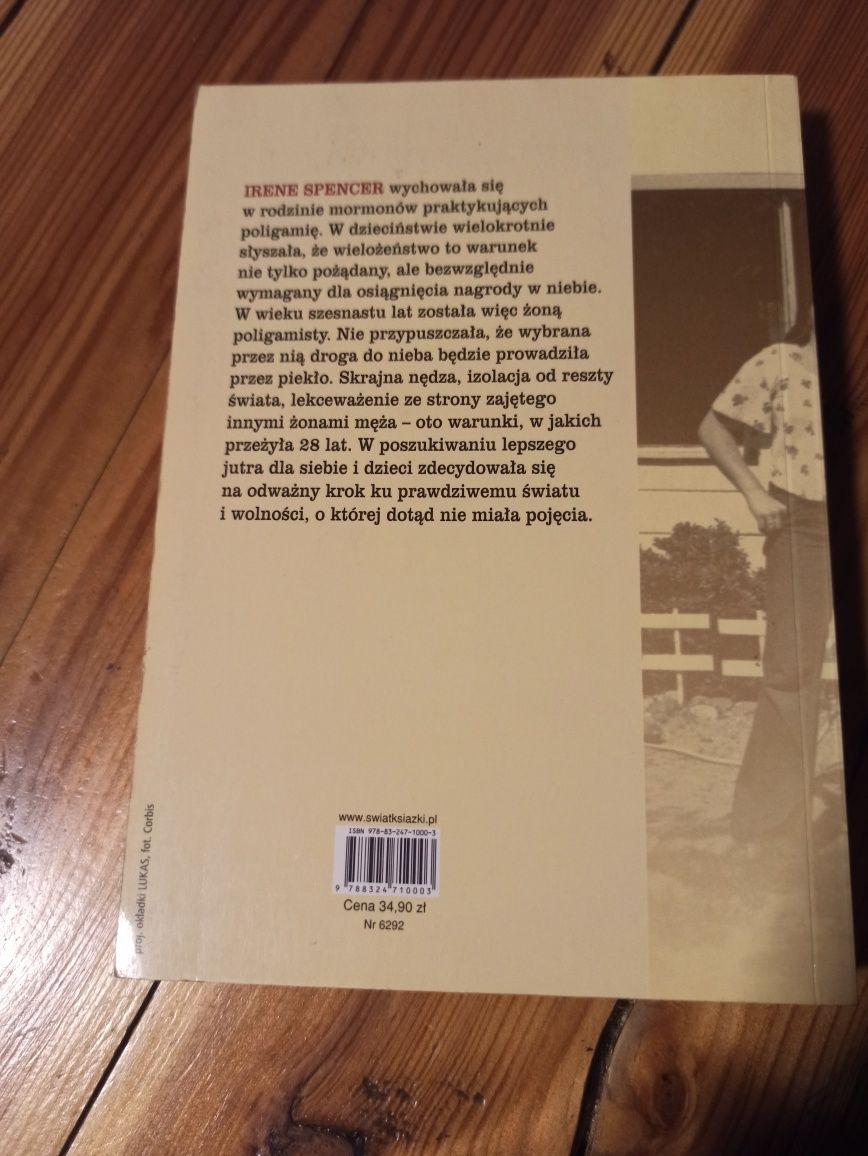 IRENE SPENCER wychowała się
w rodzinie mormonów praktykujących
poligamię. W dzieciństwie wielokrotnie
słyszała, że wielożeństwo to warunek
nie tylko pożądany, ale bezwzględnie
wymagany dla osiągnięcia nagrody w niebie.
W wieku szesnastu lat została więc żoną
poligamisty. Nie przypuszczała, że wybrana
przez nią droga do nieba będzie prowadziła
przez piekło. Skrajna nędza, izolacja od reszty
świata, lekceważenie ze strony zajętego
innymi żonami męża – oto warunki, w jakich
przeżyła 28 lat. W poszukiwaniu lepszego
jutra dla siebie i dzieci zdecydowała się
na odważny krok ku prawdziwemu światu
i wolności, o której dotąd nie miała pojęcia.
proj. okładki LUKAS, fot. Corbis
www.swiatksiazki.pl
ISBN 978-83-247-1000-3
9 788324 710003
Cena 34,90 zł
Nr 6292